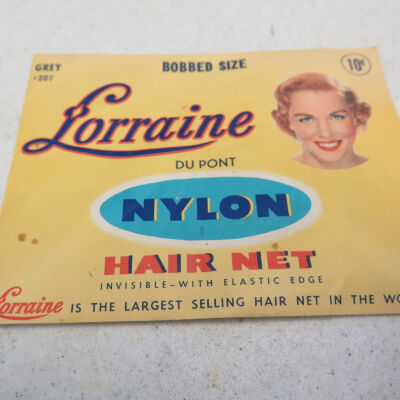 GREY BOBBED SIZE 10¢
#207
Lorraine
DU PONT
NYLON
HAIR NET
INVISIBLE-WITH ELASTIC EDGE
Lorraine IS THE LARGEST SELLING HAIR NET IN THE WO